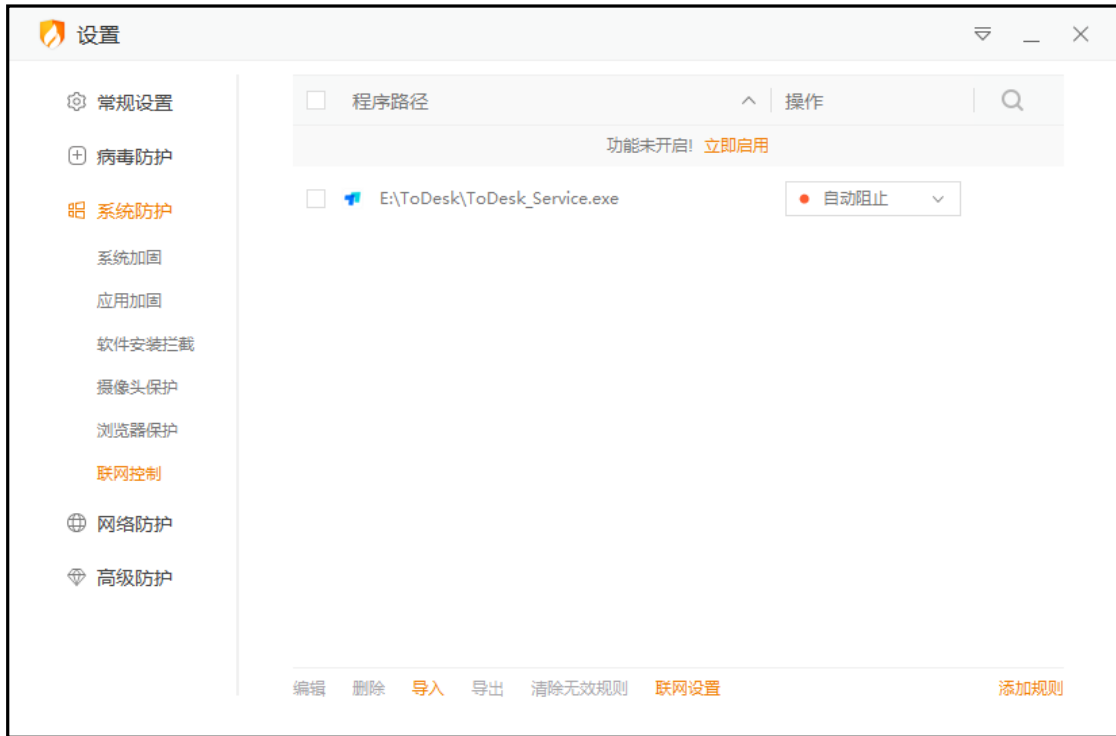 设置
常规设置
病毒防护
系统防护
系统加固
应用加固
软件安装拦截
摄像头保护
浏览器保护
联网控制
网络防护
高级防护
程序路径 操作
功能未开启! 立即启用
E:\ToDesk\ToDesk_Service.exe 自动阻止
编辑 删除 导入 导出 清除无效规则 联网设置 添加规则